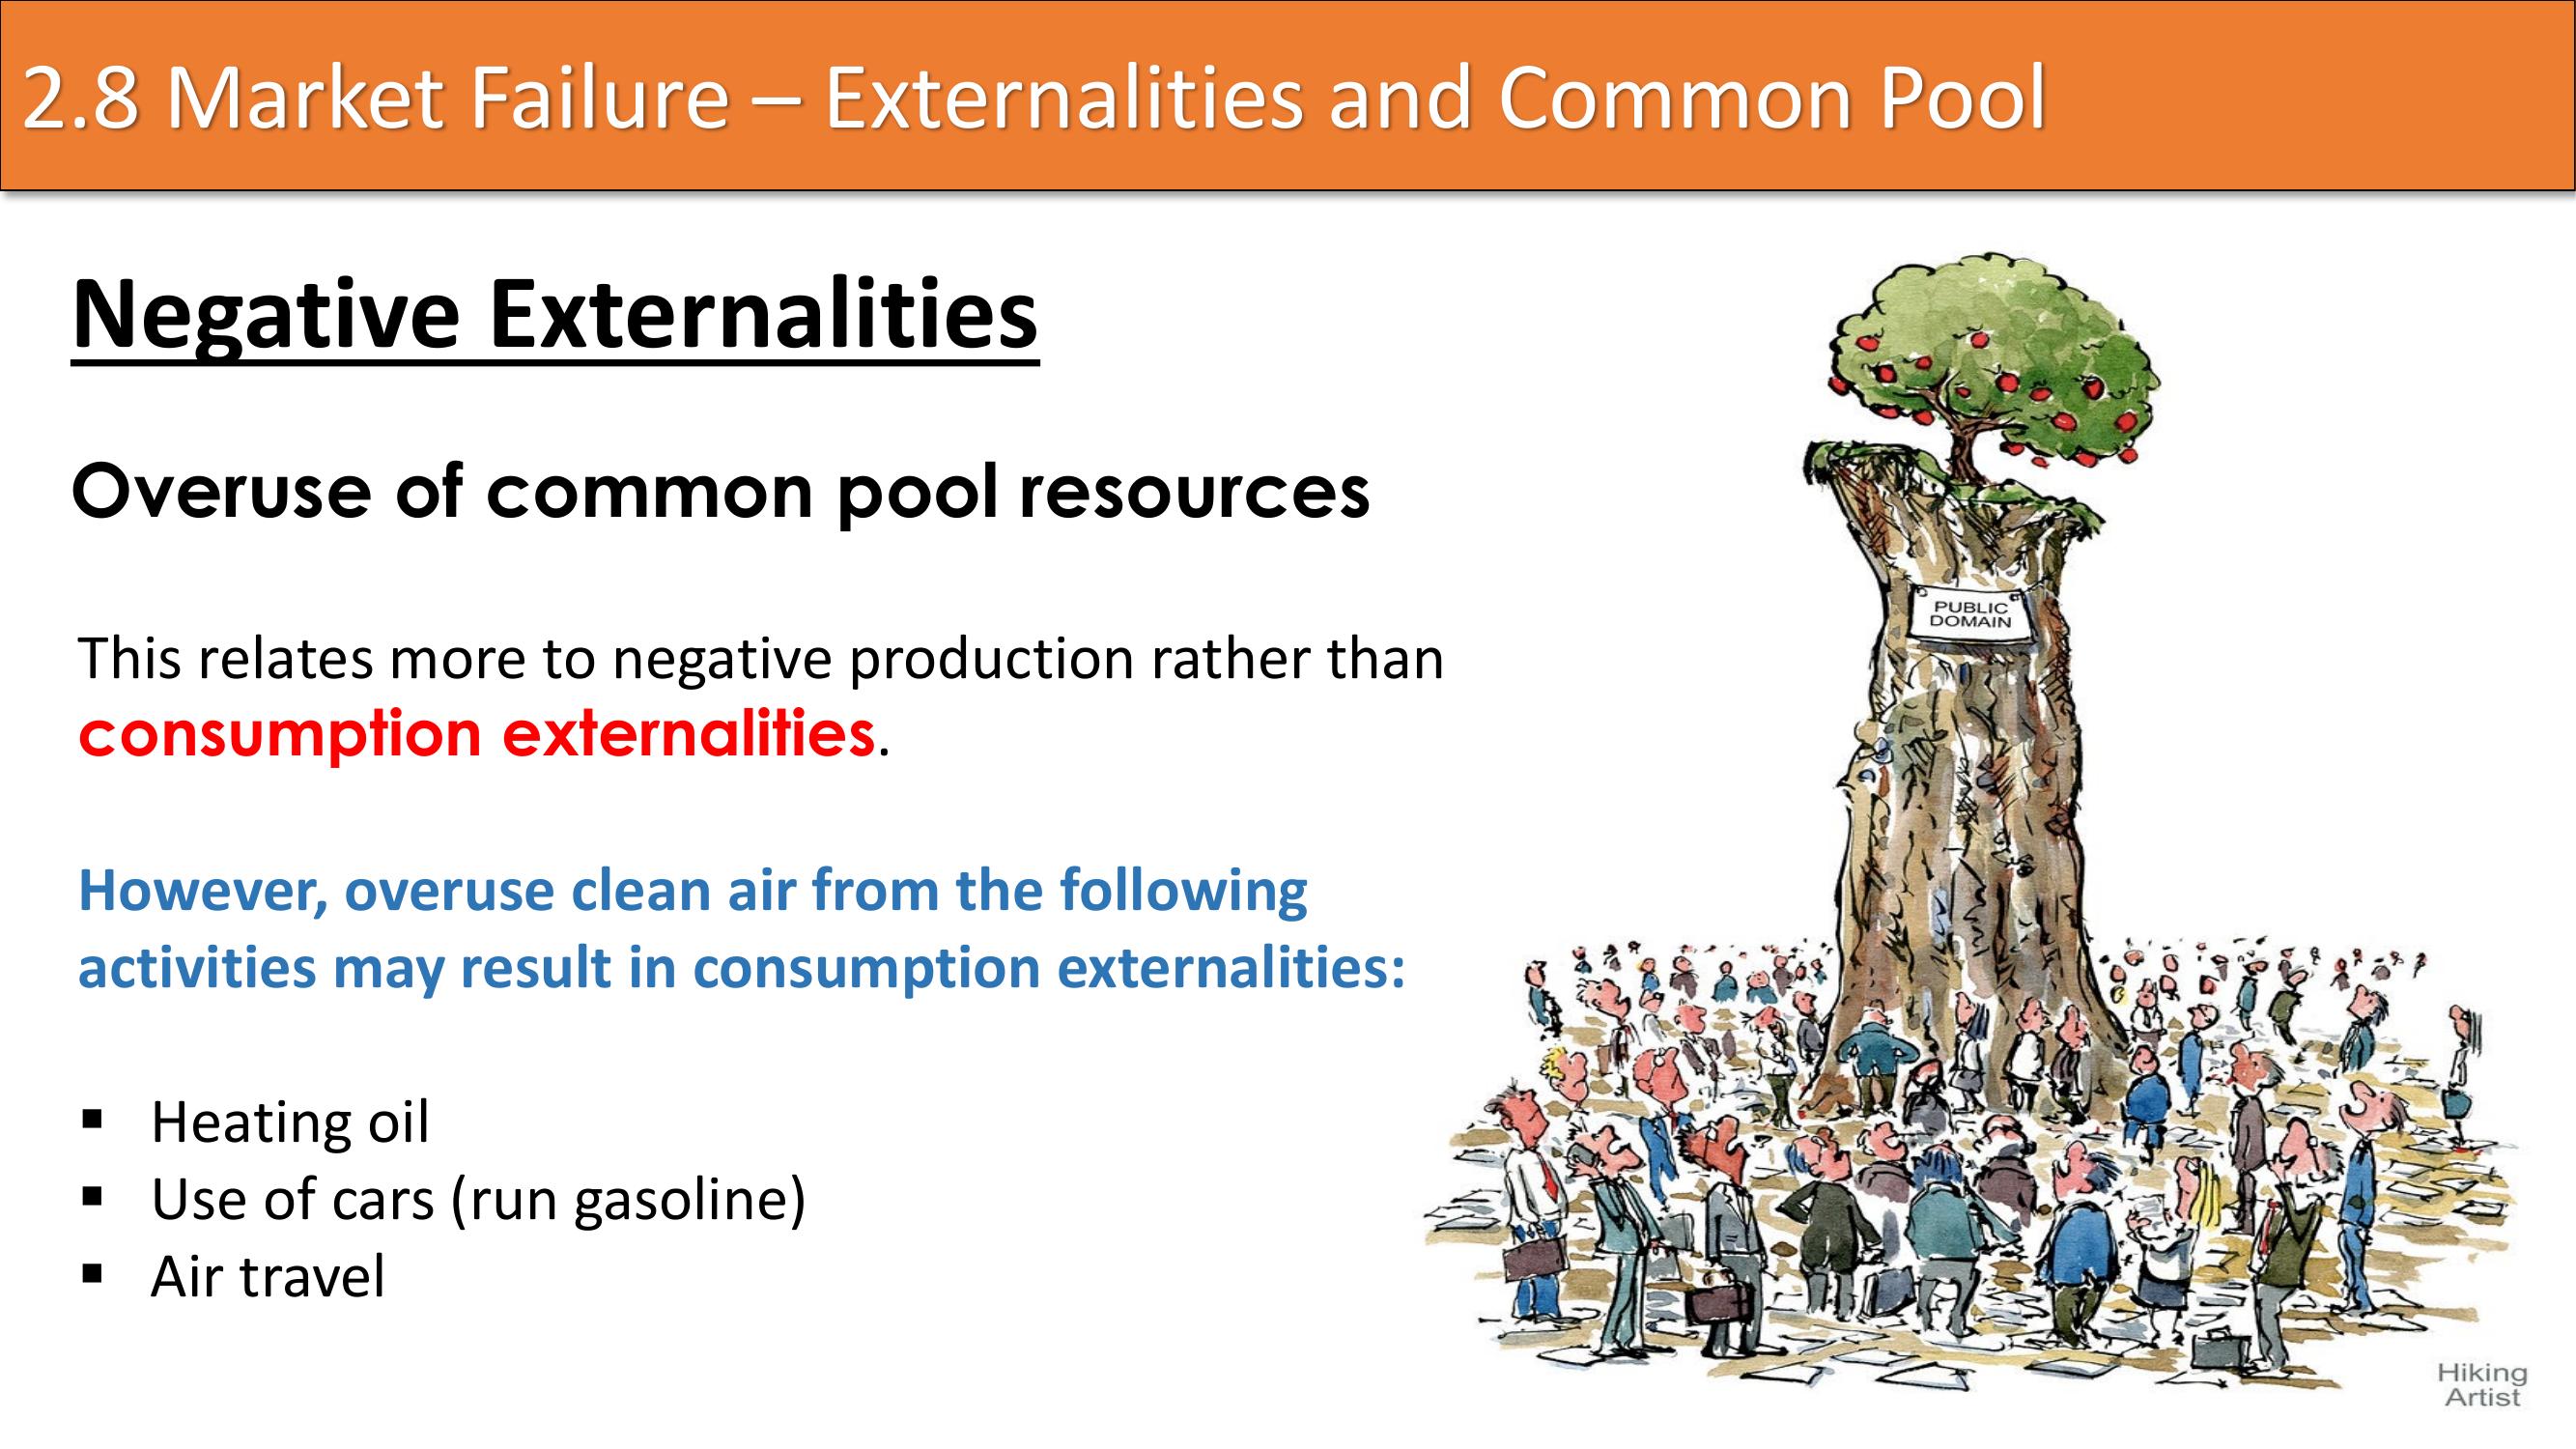 2.8 Market Failure – Externalities and Common Pool
Negative Externalities
Overuse of common pool resources
This relates more to negative production rather than
consumption externalities.
However, overuse clean air from the following
activities may result in consumption externalities:
▪ Heating oil
▪ Use of cars (run gasoline)
▪ Air travel
PUBLIC
DOMAIN
Hiking
Artist